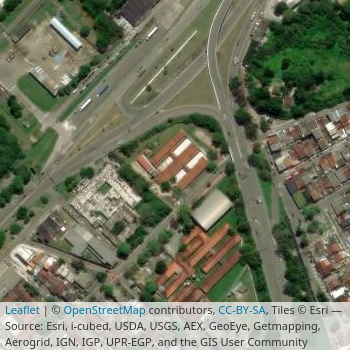 Leaflet | © OpenStreetMap contributors, CC-BY-SA, Tiles © Esri —
Source: Esri, i-cubed, USDA, USGS, AEX, GeoEye, Getmapping,
Aerogrid, IGN, IGP, UPR-EGP, and the GIS User Community